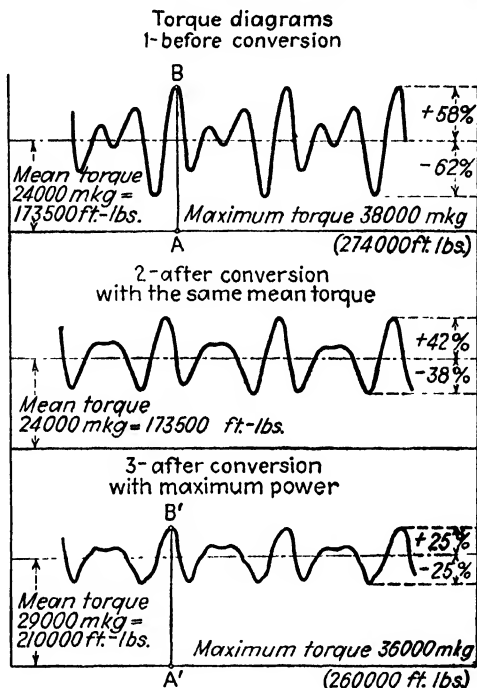 Torque diagrams
1-before conversion
B
+58%
-62%
Mean torque
24000 mkg=
173500 ft-lbs.
Maximum torque 38000 mkg
A
(274000 ft. lbs.)
2-after conversion
with the same mean torque
+42%
-38%
Mean torque
24000 mkg=173500 ft-lbs.
3-after conversion
with maximum power
B'
+25%
-25%
Mean torque
29000 mkg=
210000 ft-lbs.
Maximum torque 36000mkg
A'
(260000 ft. lbs.)